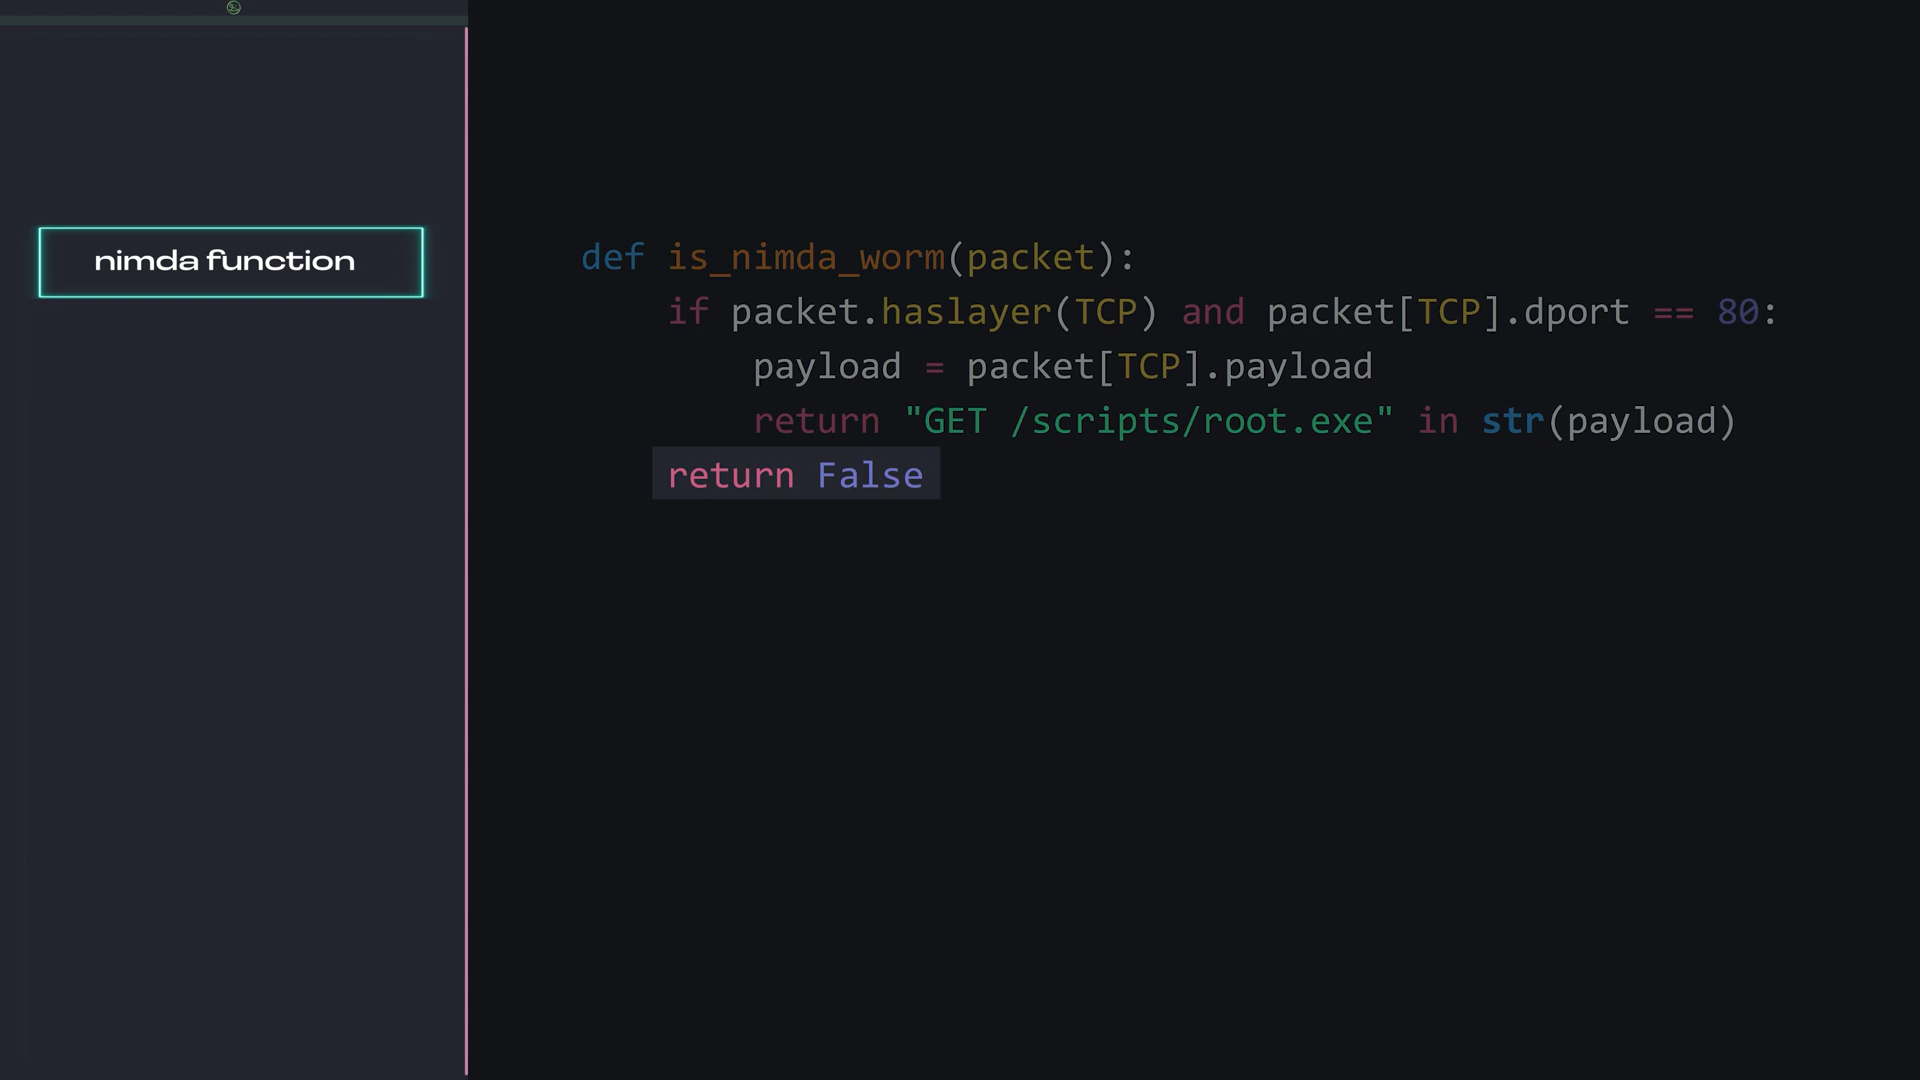 nimda function
def is_nimda_worm(packet):
    if packet.haslayer(TCP) and packet[TCP].dport == 80:
        payload = packet[TCP].payload
        return "GET /scripts/root.exe" in str(payload)
    return False